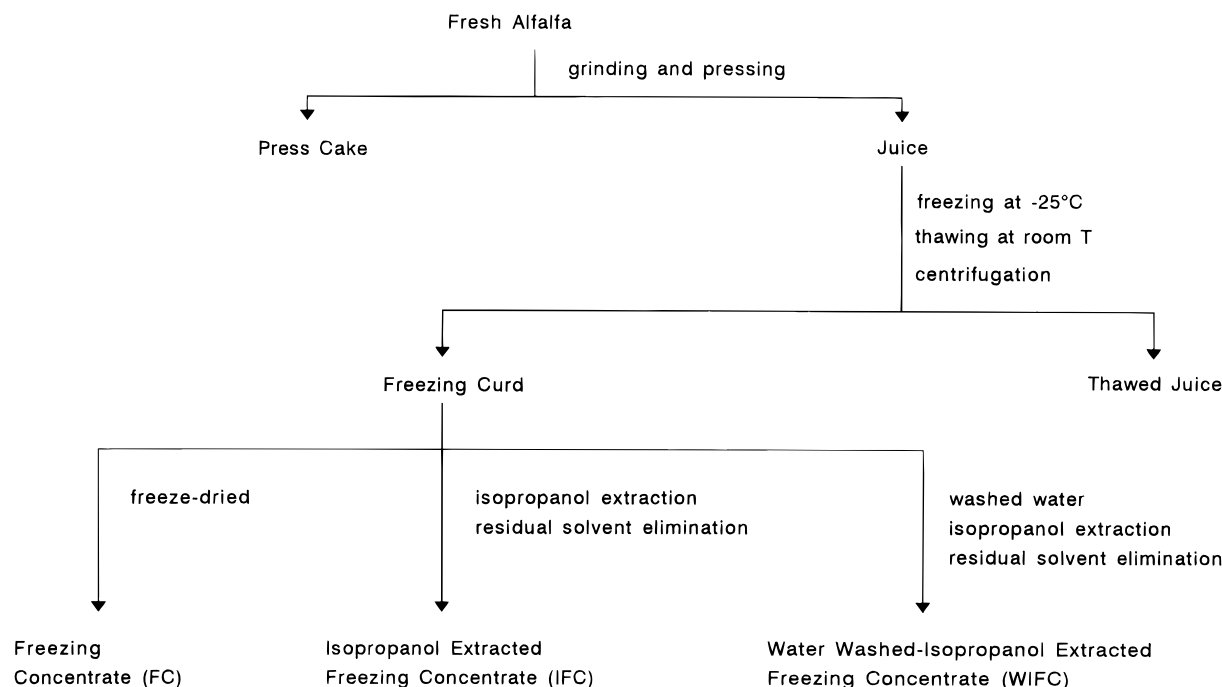 Fresh Alfalfa
grinding and pressing
Press Cake
Juice
freezing at -25°C
thawing at room T
centrifugation
Freezing Curd
Thawed Juice
freeze-dried
isopropanol extraction
residual solvent elimination
washed water
isopropanol extraction
residual solvent elimination
Freezing
Concentrate (FC)
Isopropanol Extracted
Freezing Concentrate (IFC)
Water Washed-Isopropanol Extracted
Freezing Concentrate (WIFC)